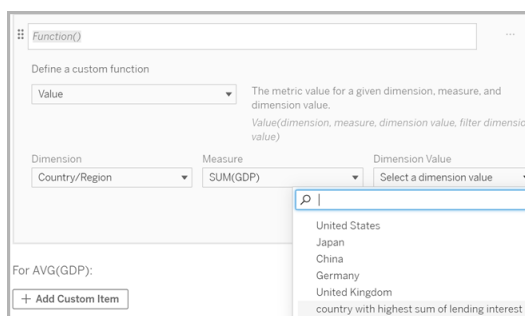 Function()
Define a custom function
Value
The metric value for a given dimension, measure, and
dimension value.
Value(dimension, measure, dimension value, filter dimensio
value)
Dimension
Measure
Dimension Value
Country/Region
SUM(GDP)
Select a dimension value
United States
Japan
China
Germany
United Kingdom
country with highest sum of lending interest
For AVG(GDP):
+ Add Custom Item